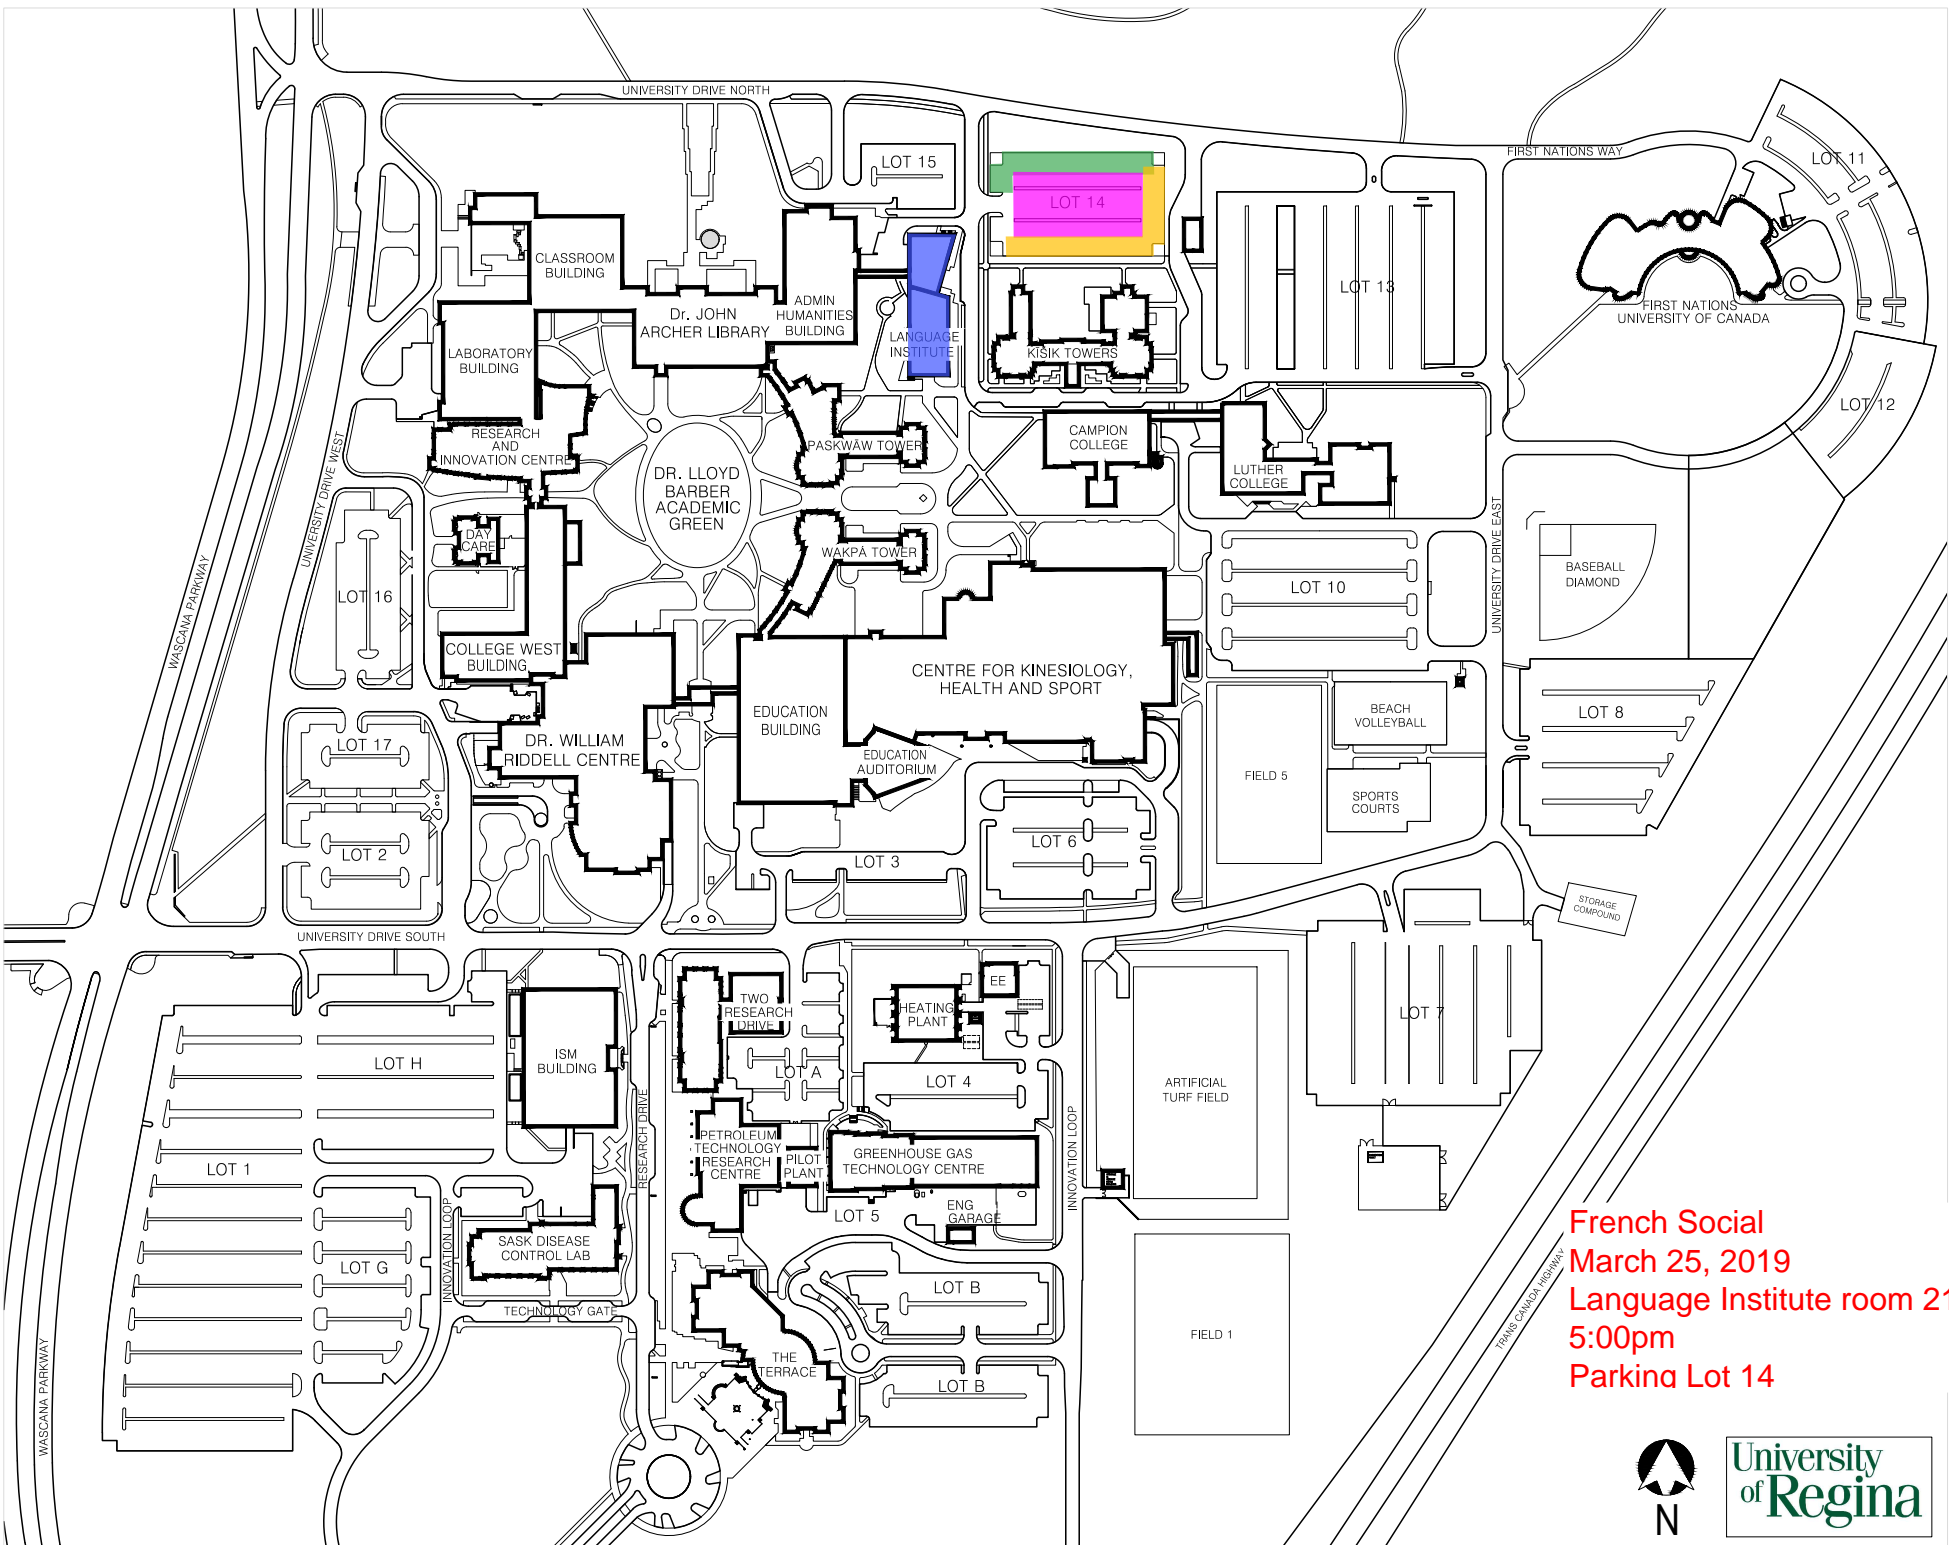 UNIVERSITY DRIVE NORTH
FIRST NATIONS WAY
LOT 11
LOT 15
LOT 14
CLASSROOM
BUILDING
LOT 13
ADMIN
HUMANITIES
BUILDING
Dr. JOHN
ARCHER LIBRARY
FIRST NATIONS
UNIVERSITY OF CANADA
LANGUAGE
INSTITUTE
KĪSIK TOWERS
LABORATORY
BUILDING
LOT 12
RESEARCH
AND
INNOVATION CENTRE
PASKWĀW TOWER
CAMPION
COLLEGE
LUTHER
COLLEGE
UNIVERSITY DRIVE WEST
DR. LLOYD
BARBER
ACADEMIC
GREEN
DAY
CARE
WAKPĀ TOWER
UNIVERSITY DRIVE EAST
BASEBALL
DIAMOND
WASCANA PARKWAY
LOT 16
LOT 10
COLLEGE WEST
BUILDING
CENTRE FOR KINESIOLOGY,
HEALTH AND SPORT
EDUCATION
BUILDING
BEACH
VOLLEYBALL
LOT 8
LOT 17
DR. WILLIAM
RIDDELL CENTRE
EDUCATION
AUDITORIUM
FIELD 5
SPORTS
COURTS
LOT 2
LOT 3
LOT 6
STORAGE
COMPOUND
UNIVERSITY DRIVE SOUTH
TWO
RESEARCH
DRIVE
HEATING
PLANT
EE
LOT 7
LOT H
ISM
BUILDING
LOT A
LOT 4
ARTIFICIAL
TURF FIELD
RESEARCH DRIVE
INNOVATION LOOP
LOT 1
PETROLEUM
TECHNOLOGY
RESEARCH
CENTRE
PILOT
PLANT
GREENHOUSE GAS
TECHNOLOGY CENTRE
LOT 5
ENG
GARAGE
INNOVATION LOOP
SASK DISEASE
CONTROL LAB
LOT G
TECHNOLOGY GATE
LOT B
THE
TERRACE
LOT B
FIELD 1
WASCANA PARKWAY
TRANS CANADA HIGHWAY
French Social
March 25, 2019
Language Institute room 21
5:00pm
Parking Lot 14
N
University
of Regina